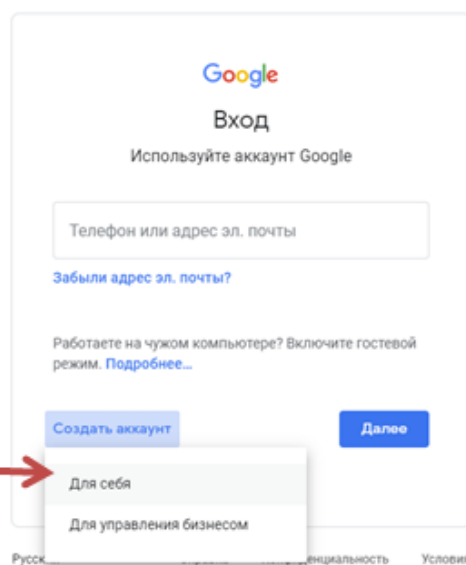 Google
Вход
Используйте аккаунт Google
Телефон или адрес эл. почты
Забыли адрес эл. почты?
Работаете на чужом компьютере? Включите гостевой
режим. Подробнее...
Создать аккаунт
Далее
Для себя
Для управления бизнесом